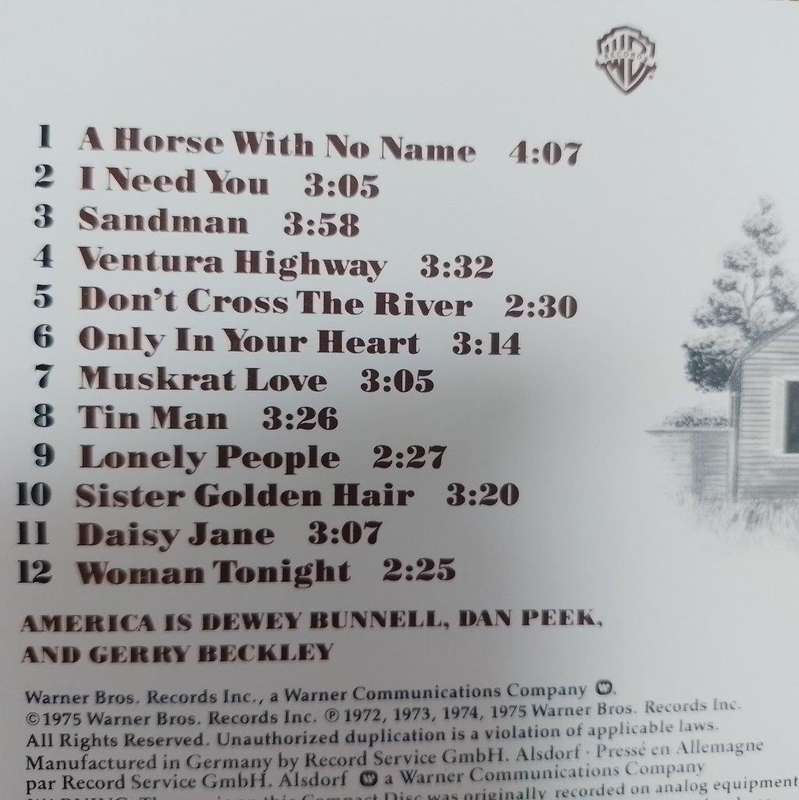 1 A Horse With No Name 4:07
2 I Need You 3:05
3 Sandman 3:58
4 Ventura Highway 3:32
5 Don't Cross The River 2:30
6 Only In Your Heart 3:14
7 Muskrat Love 3:05
8 Tin Man 3:26
9 Lonely People 2:27
10 Sister Golden Hair 3:20
11 Daisy Jane 3:07
12 Woman Tonight 2:25
AMERICA IS DEWEY BUNNELL, DAN PEEK,
AND GERRY BECKLEY
Warner Bros. Records Inc., a Warner Communications Company.
©1975 Warner Bros. Records Inc. ℗ 1972, 1973, 1974, 1975 Warner Bros. Records Inc.
All Rights Reserved. Unauthorized duplication is a violation of applicable laws.
Manufactured in Germany by Record Service GmbH. Alsdorf · Pressé en Allemagne
par Record Service GmbH. Alsdorf a Warner Communications Company
on this Compact Disc was originally recorded on analog equipment